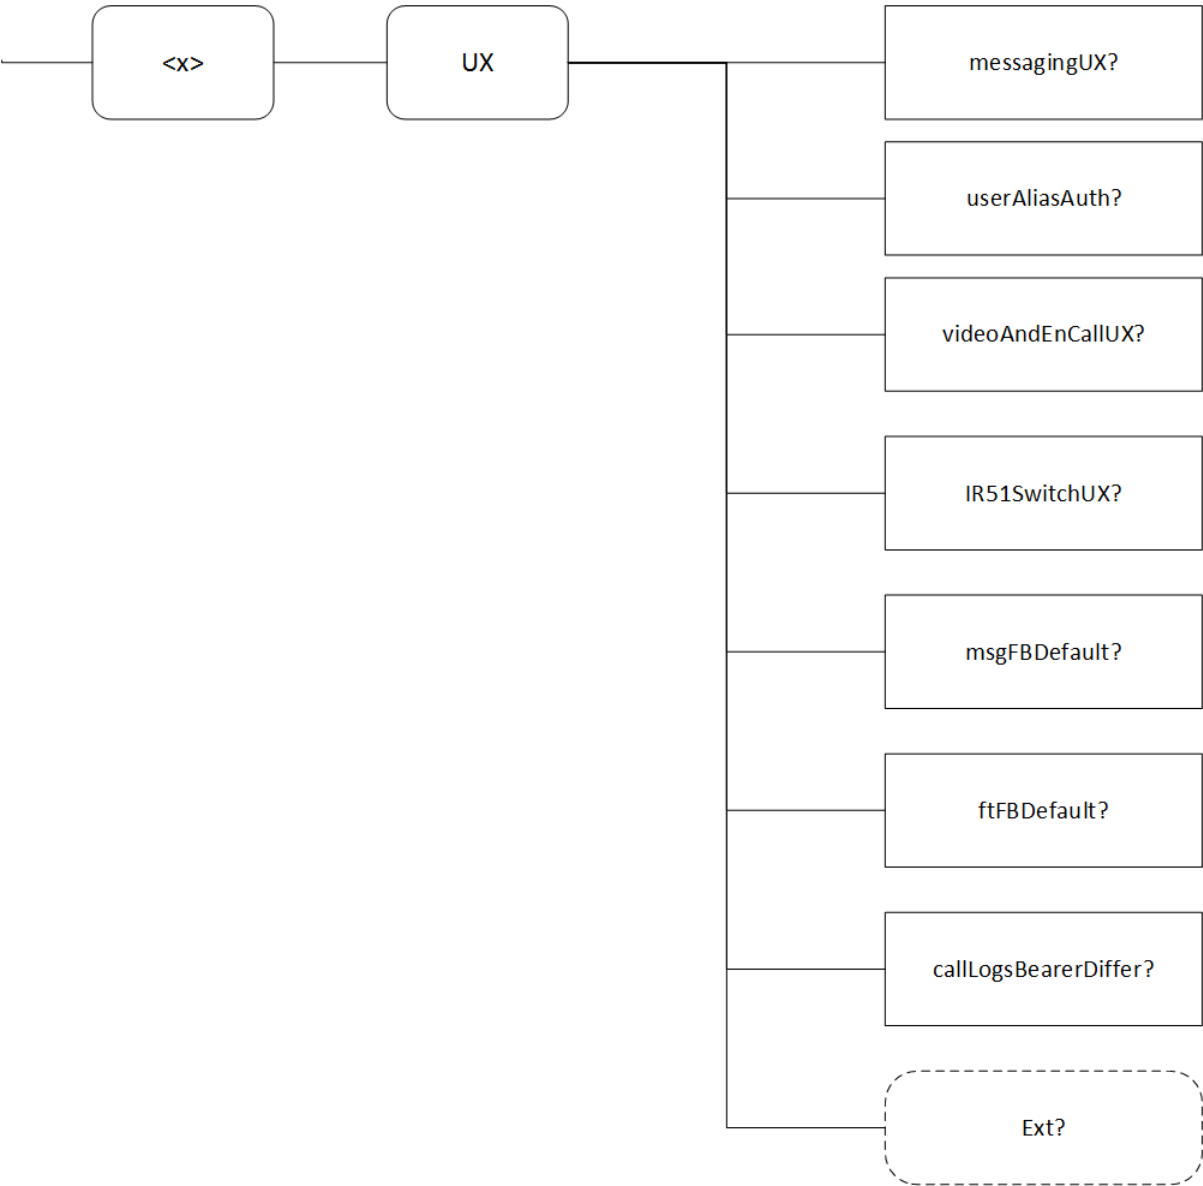 <x>
UX
messagingUX?
userAliasAuth?
videoAndEnCallUX?
IR51SwitchUX?
msgFBDefault?
ftFBDefault?
callLogsBearerDiffer?
Ext?